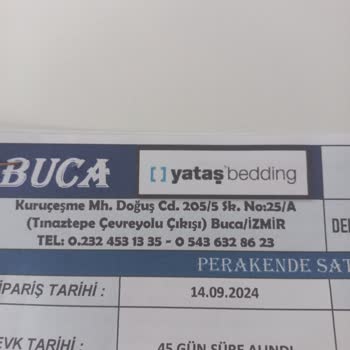 BUCA
yataş bedding
Kuruçeşme Mh. Doğuş Cd. 205/5 Sk. No:25/A
(Tınaztepe Çevreyolu Çıkışı) Buca/İZMİR
TEL: 0.232 453 13 35 - 0 543 632 86 23
PERAKENDE SAT
İPARİŞ TARİHİ : 14.09.2024
EVK TARİHİ : 45 GÜN SÜRE ALINDI